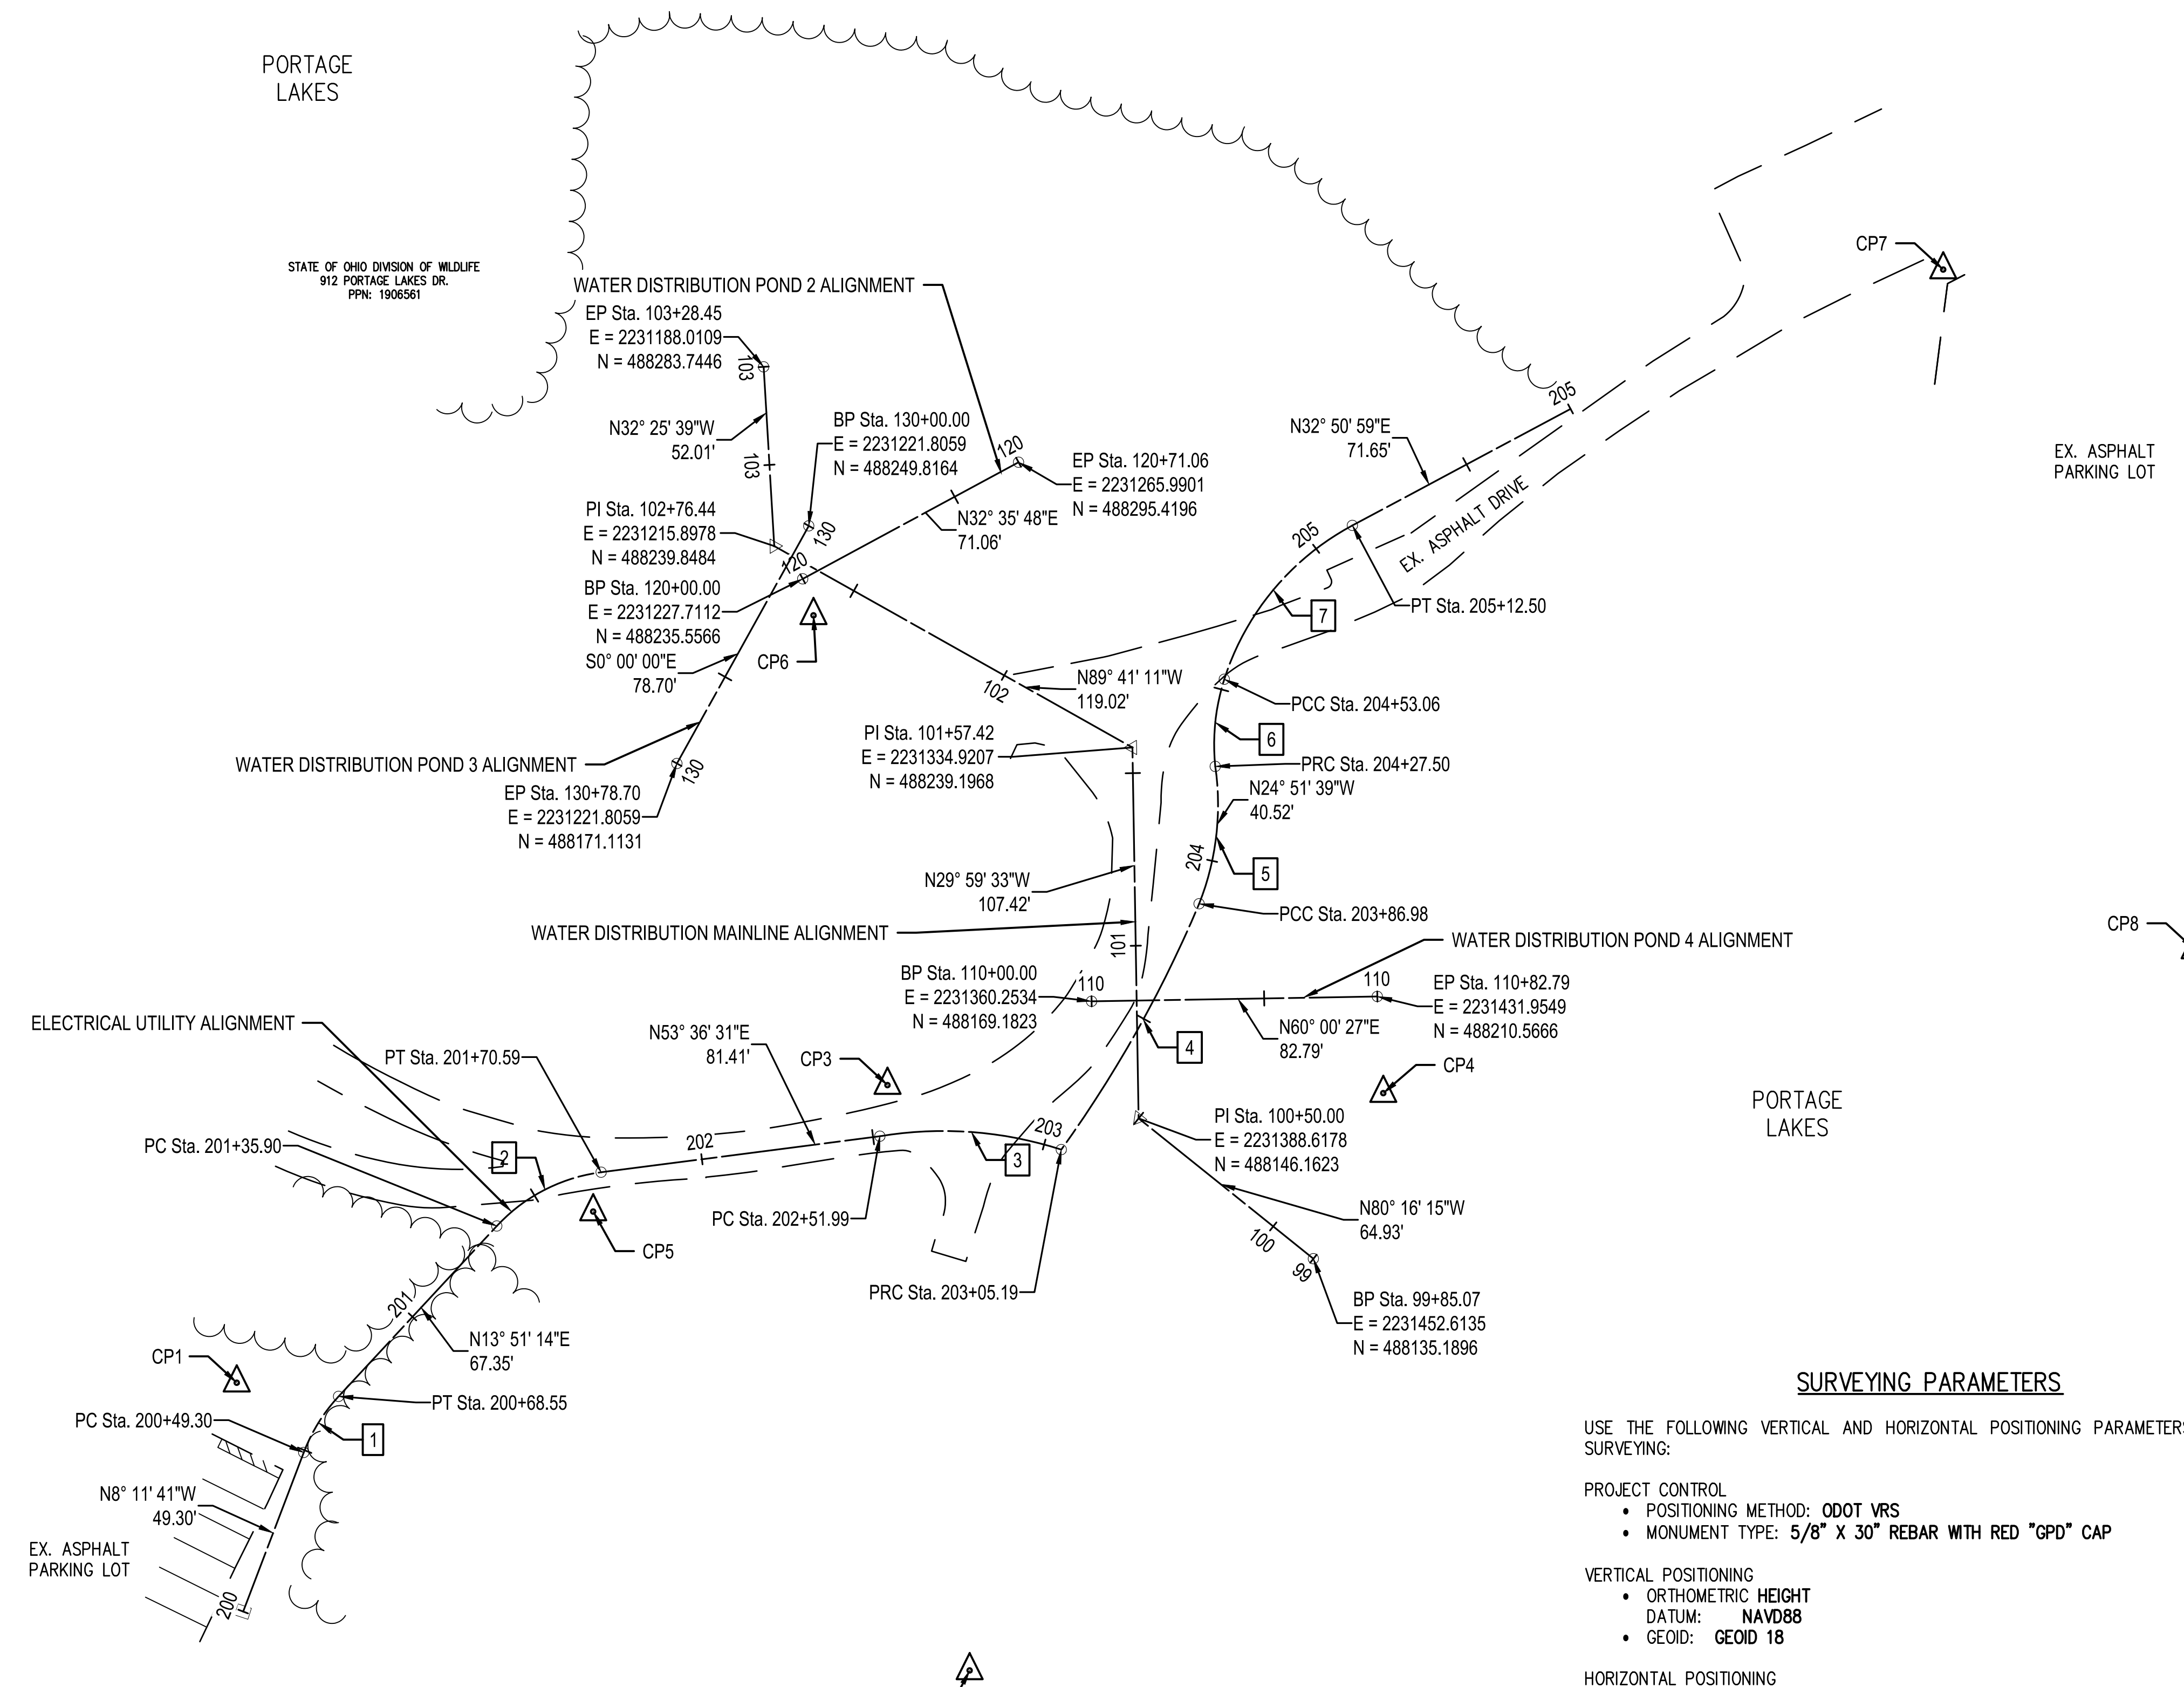 PORTAGE
LAKES
STATE OF OHIO DIVISION OF WILDLIFE
912 PORTAGE LAKES DR.
PPN: 1906561
WATER DISTRIBUTION POND 2 ALIGNMENT
EP Sta. 103+28.45
E = 2231188.0109
N = 488283.7446
103
N32° 25' 39"W
52.01'
103
BP Sta. 130+00.00
E = 2231221.8059
N = 488249.8164
130
120
EP Sta. 120+71.06
E = 2231265.9901
N = 488295.4196
N32° 35' 48"E
71.06'
PI Sta. 102+76.44
E = 2231215.8978
N = 488239.8484
120
BP Sta. 120+00.00
E = 2231227.7112
N = 488235.5566
S0° 00' 00"E
78.70'
CP6
WATER DISTRIBUTION POND 3 ALIGNMENT
130
EP Sta. 130+78.70
E = 2231221.8059
N = 488171.1131
102
N89° 41' 11"W
119.02'
PI Sta. 101+57.42
E = 2231334.9207
N = 488239.1968
CP7
205
N32° 50' 59"E
71.65'
EX. ASPHALT
PARKING LOT
EX. ASPHALT DRIVE
205
7
PT Sta. 205+12.50
PCC Sta. 204+53.06
6
PRC Sta. 204+27.50
N24° 51' 39"W
40.52'
204
5
PCC Sta. 203+86.98
N29° 59' 33"W
107.42'
WATER DISTRIBUTION MAINLINE ALIGNMENT
101
WATER DISTRIBUTION POND 4 ALIGNMENT
CP8
BP Sta. 110+00.00
E = 2231360.2534
N = 488169.1823
110
110
EP Sta. 110+82.79
E = 2231431.9549
N = 488210.5666
N60° 00' 27"E
82.79'
4
CP4
ELECTRICAL UTILITY ALIGNMENT
PT Sta. 201+70.59
N53° 36' 31"E
81.41'
CP3
PORTAGE
LAKES
PC Sta. 201+35.90
2
202
203
3
PI Sta. 100+50.00
E = 2231388.6178
N = 488146.1623
PC Sta. 202+51.99
CP5
N80° 16' 15"W
64.93'
100
99
PRC Sta. 203+05.19
BP Sta. 99+85.07
E = 2231452.6135
N = 488135.1896
201
N13° 51' 14"E
67.35'
CP1
PT Sta. 200+68.55
PC Sta. 200+49.30
1
N8° 11' 41"W
49.30'
EX. ASPHALT
PARKING LOT
200
SURVEYING PARAMETERS
USE THE FOLLOWING VERTICAL AND HORIZONTAL POSITIONING PARAMETERS
SURVEYING:
PROJECT CONTROL
• POSITIONING METHOD: ODOT VRS
• MONUMENT TYPE: 5/8" X 30" REBAR WITH RED "GPD" CAP
VERTICAL POSITIONING
• ORTHOMETRIC HEIGHT
DATUM: NAVD88
• GEOID: GEOID 18
HORIZONTAL POSITIONING